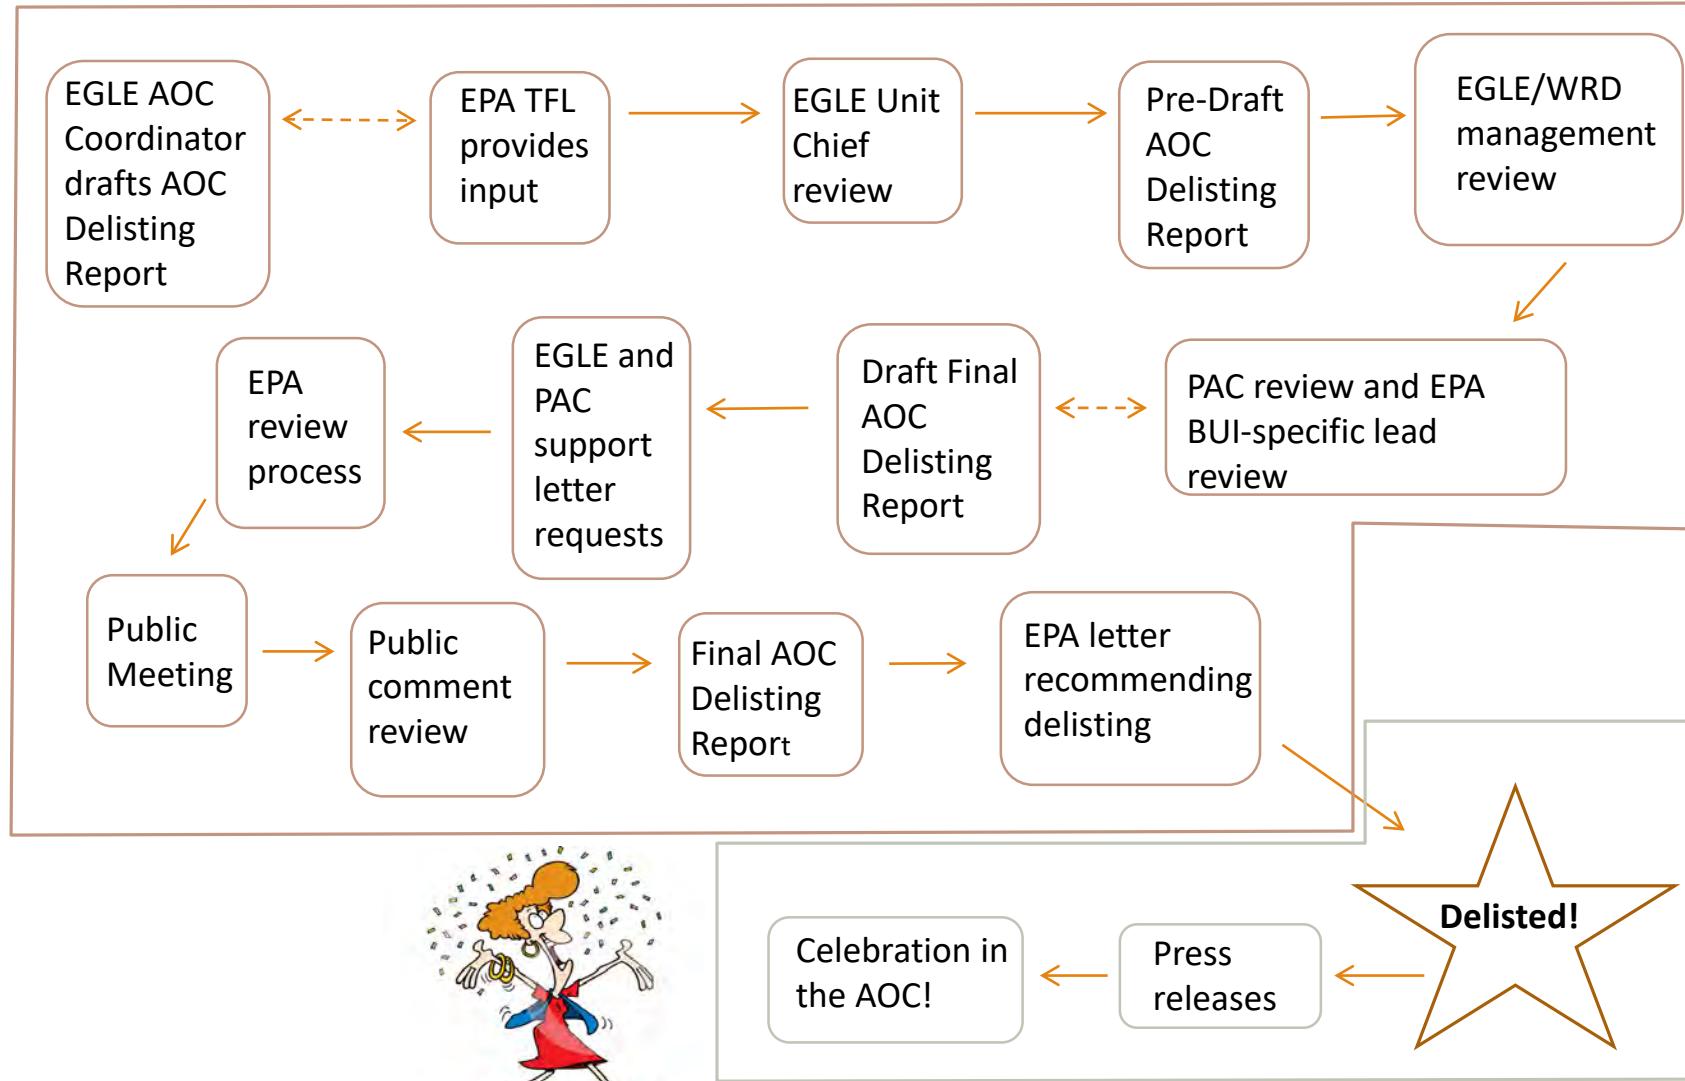 EGLE AOC
Coordinator
drafts AOC
Delisting
Report
EPA TFL
provides
input
EGLE Unit
Chief
review
Pre-Draft
AOC
Delisting
Report
EGLE/WRD
management
review
PAC review and EPA
BUI-specific lead
review
Draft Final
AOC
Delisting
Report
EGLE and
PAC
support
letter
requests
EPA
review
process
Public
Meeting
Public
comment
review
Final AOC
Delisting
Report
EPA letter
recommending
delisting
Delisted!
Press
releases
Celebration in
the AOC!